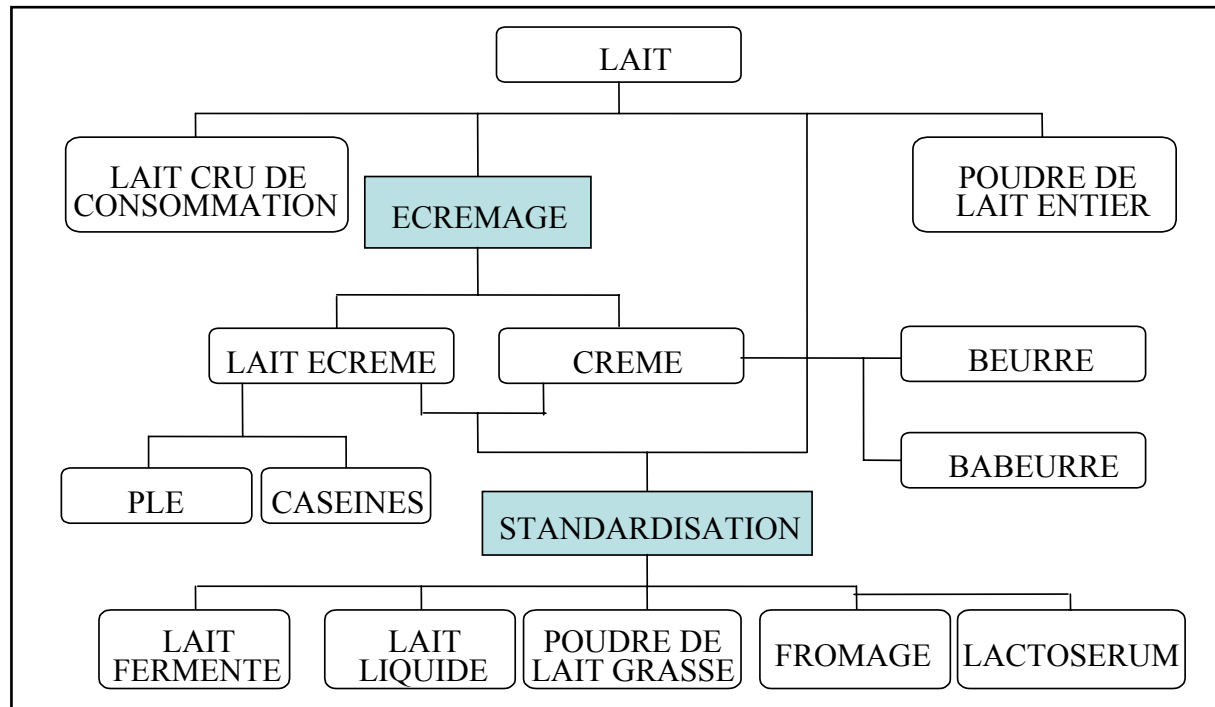 LAIT
LAIT CRU DE
CONSOMMATION
ECREMAGE
POUDRE DE
LAIT ENTIER
LAIT ECREME
CREME
BEURRE
PLE
CASEINES
BABEURRE
STANDARDISATION
LAIT
FERMENTE
LAIT
LIQUIDE
POUDRE DE
LAIT GRASSE
FROMAGE
LACTOSERUM